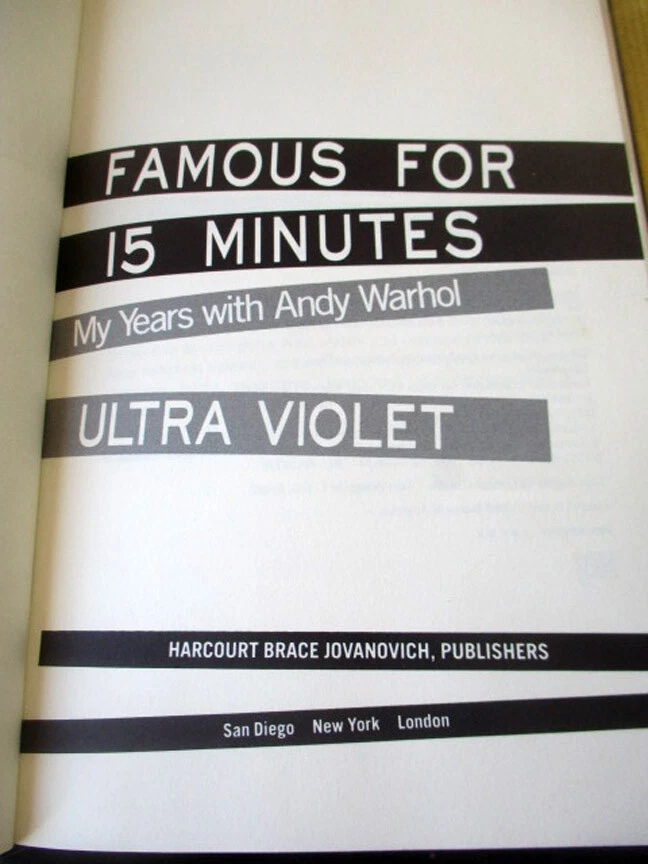 FAMOUS FOR
15 MINUTES
My Years with Andy Warhol
ULTRA VIOLET
HARCOURT BRACE JOVANOVICH, PUBLISHERS
San Diego New York London